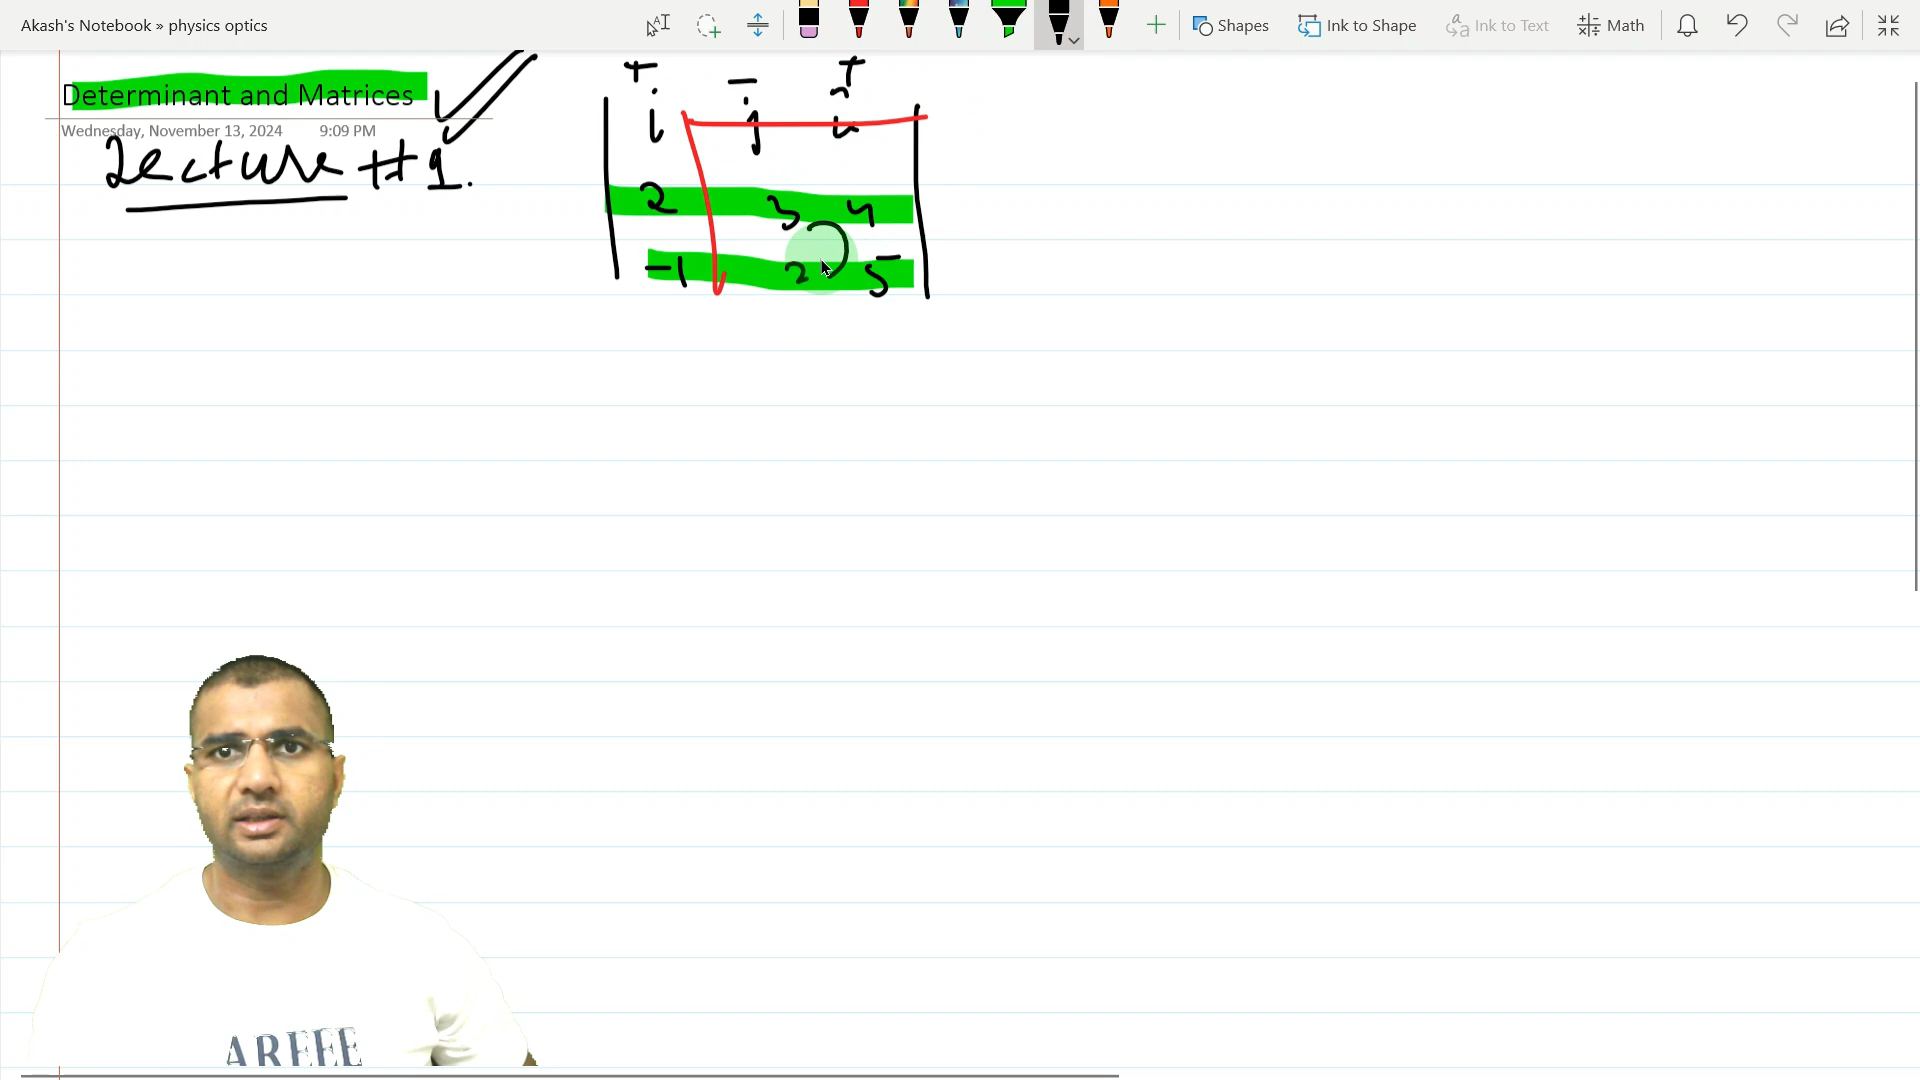 Akash's Notebook » physics optics
Shapes
Ink to Shape
Ink to Text
Math
Determinant and Matrices
Wednesday, November 13, 2024 9:09 PM
Lecture #1.
+ - +
i j k
2 3 4
-1 2 5
AREEE